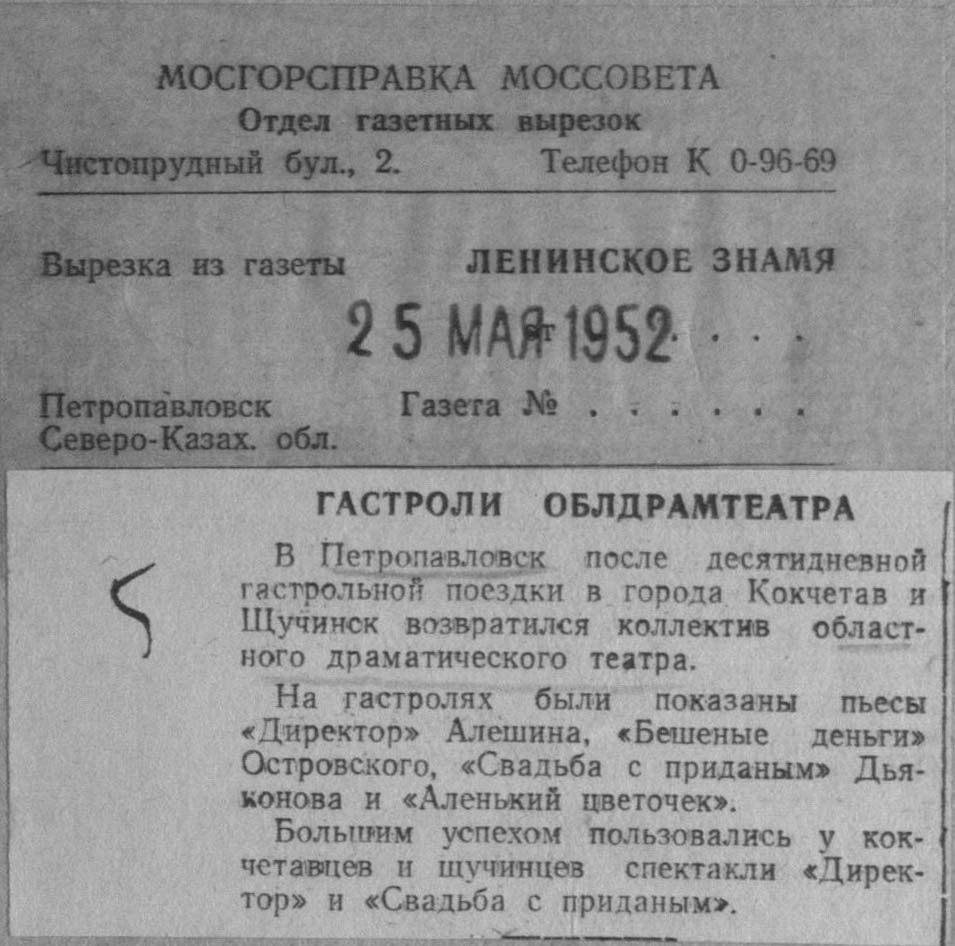 МОСГОРСПРАВКА МОССОВЕТА
Отдел газетных вырезок
Чистопрудный бул., 2. Телефон К 0-96-69
Вырезка из газеты ЛЕНИНСКОЕ ЗНАМЯ
25 МАЯ от 1952 . . . .
Петропавловск Газета № . . . . . .
Северо-Казах. обл.
ГАСТРОЛИ ОБЛДРАМТЕАТРА
В Петропавловск после десятидневной
гастрольной поездки в города Кокчетав и
Щучинск возвратился коллектив област-
ного драматического театра.
На гастролях были показаны пьесы
«Директор» Алешина, «Бешеные деньги»
Островского, «Свадьба с приданым» Дья-
конова и «Аленький цветочек».
Большим успехом пользовались у кок-
четавцев и щучинцев спектакли «Дирек-
тор» и «Свадьба с приданым».